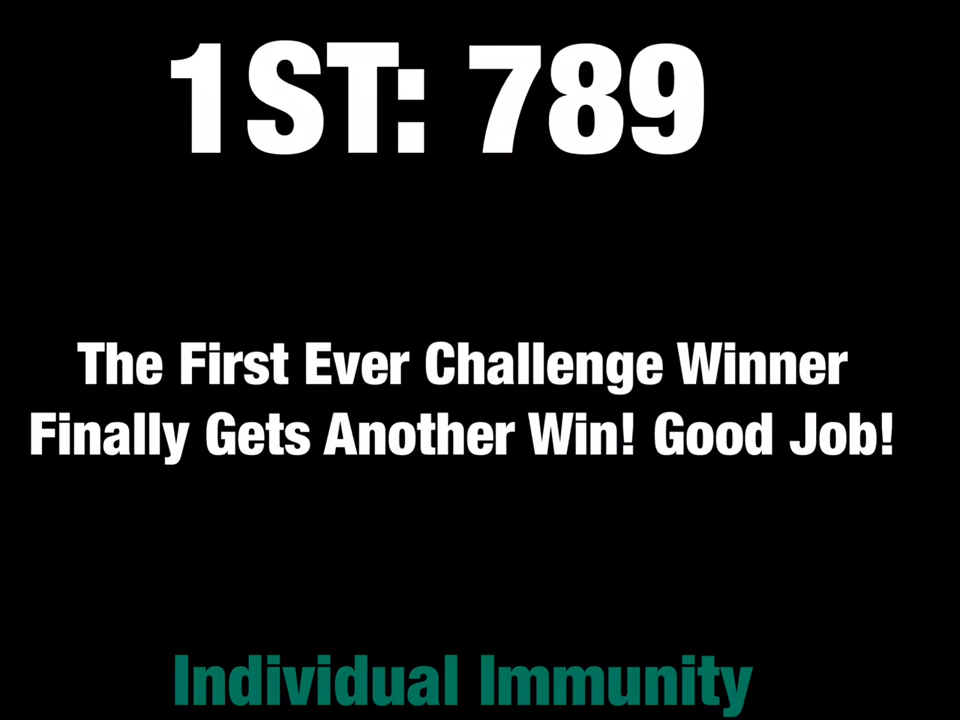 1ST: 789
The First Ever Challenge Winner
Finally Gets Another Win! Good Job!
Individual Immunity